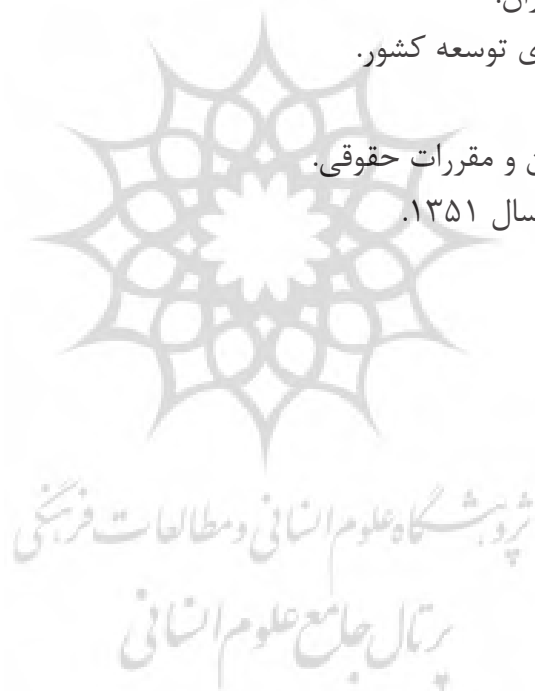 ران.
ی توسعه کشور.
ن و مقررات حقوقی.
سال ۱۳۵۱.
پژوهشگاه علوم انسانی و مطالعات فرهنگی
پرتال جامع علوم انسانی